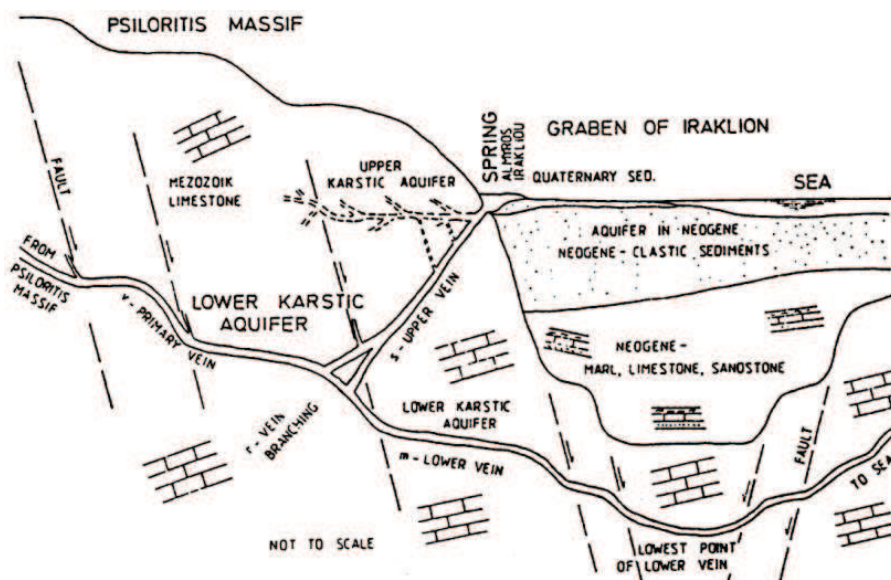 PSILORITIS MASSIF
SPRING
ALMYROS
IRAKLIOU
GRABEN OF IRAKLION
FAULT
MEZOZOIK
LIMESTONE
UPPER
KARSTIC AQUIFER
QUATERNARY SED.
SEA
AQUIFER IN NEOGENE
NEOGENE-CLASTIC SEDIMENTS
FROM
PSILORITIS
MASSIF
v-PRIMARY VEIN
LOWER KARSTIC
AQUIFER
s-UPPER VEIN
NEOGENE-
MARL, LIMESTONE, SANOSTONE
r-VEIN
BRANCHING
LOWER KARSTIC
AQUIFER
m-LOWER VEIN
FAULT
TO SEA
NOT TO SCALE
LOWEST POINT
OF LOWER VEIN